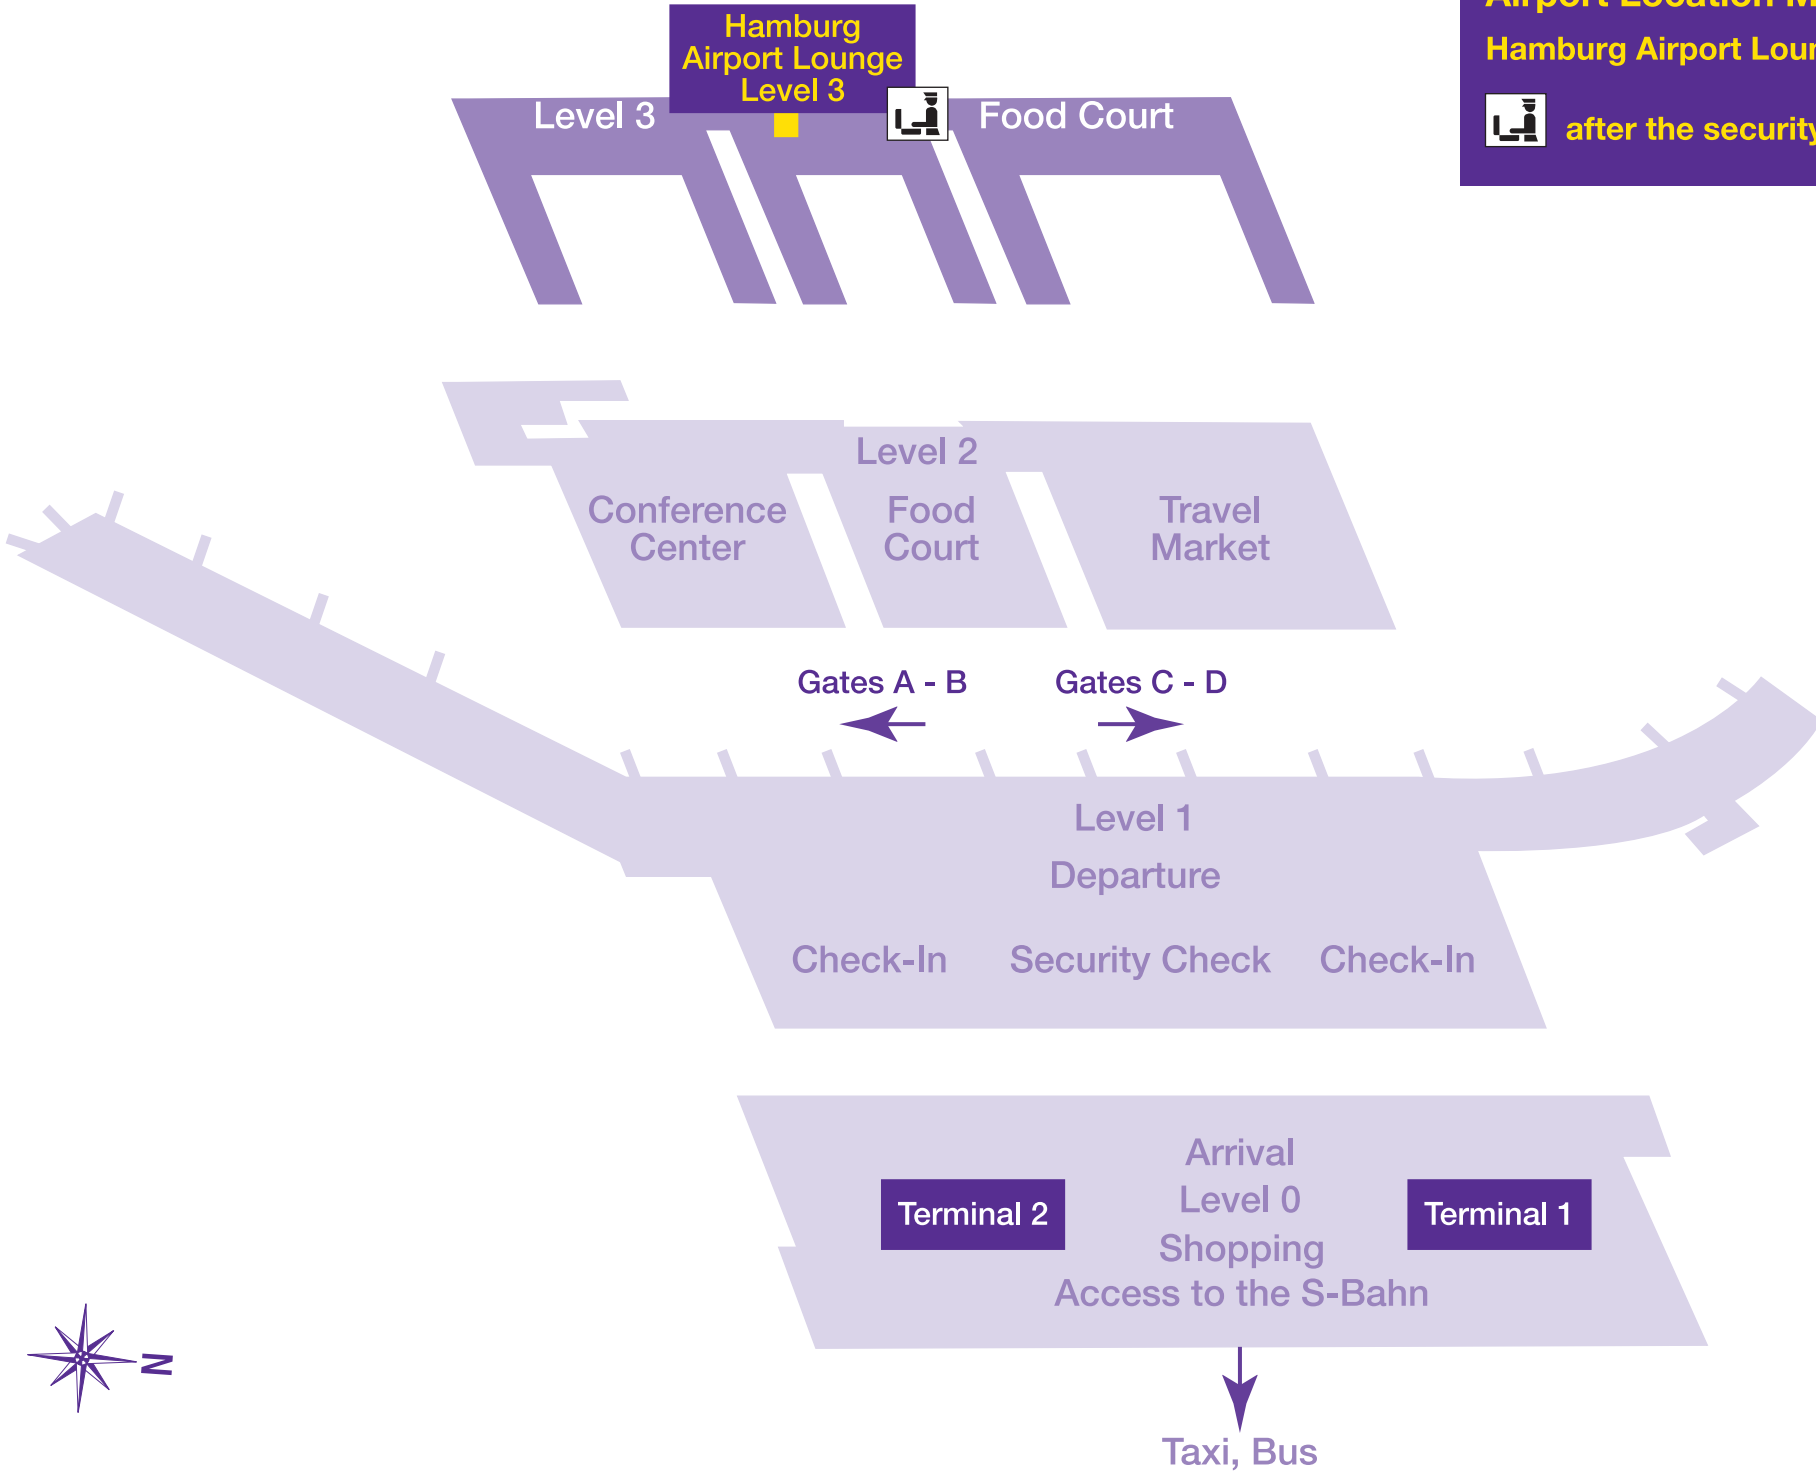 Hamburg
Airport Lounge
Level 3
Airport Location
Hamburg Airport
after the security
Level 3
Food Court
Level 2
Conference
Center
Food
Court
Travel
Market
Gates A - B
Gates C - D
Level 1
Departure
Check-In
Security Check
Check-In
Arrival
Level 0
Shopping
Access to the S-Bahn
Terminal 2
Terminal 1
Taxi, Bus
N